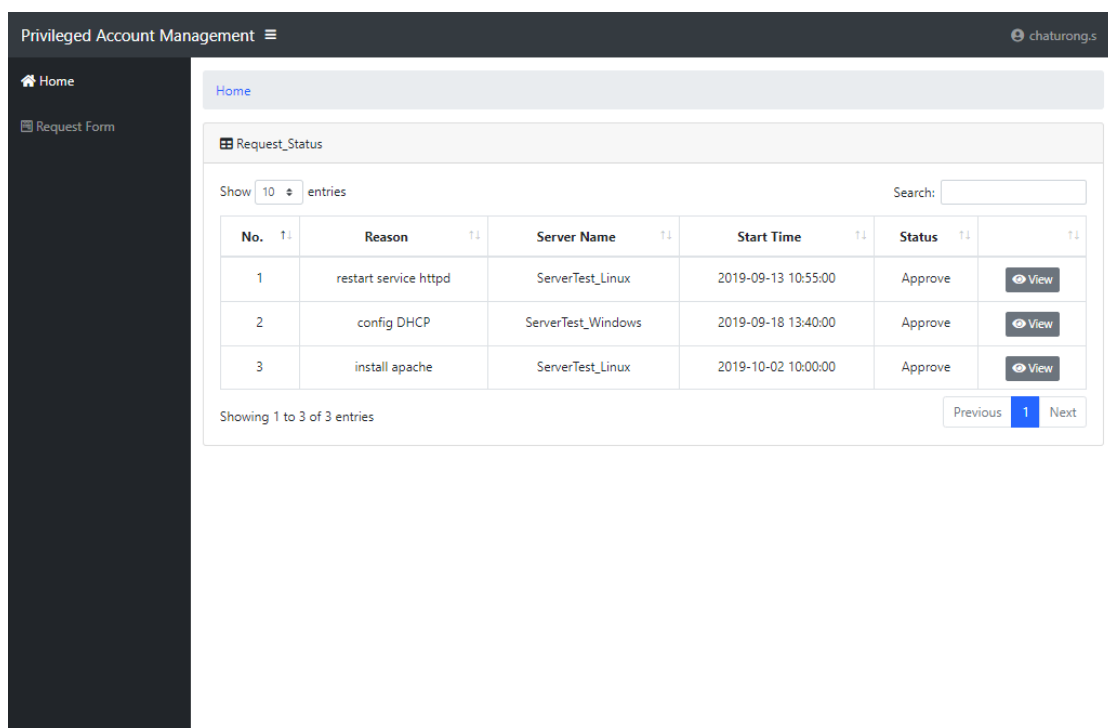 Privileged Account Management
chaturong.s
Home
Request Form
Home
Request_Status
Show 10 entries
Search:
No. Reason Server Name Start Time Status
1 restart service httpd ServerTest_Linux 2019-09-13 10:55:00 Approve View
2 config DHCP ServerTest_Windows 2019-09-18 13:40:00 Approve View
3 install apache ServerTest_Linux 2019-10-02 10:00:00 Approve View
Showing 1 to 3 of 3 entries
Previous 1 Next